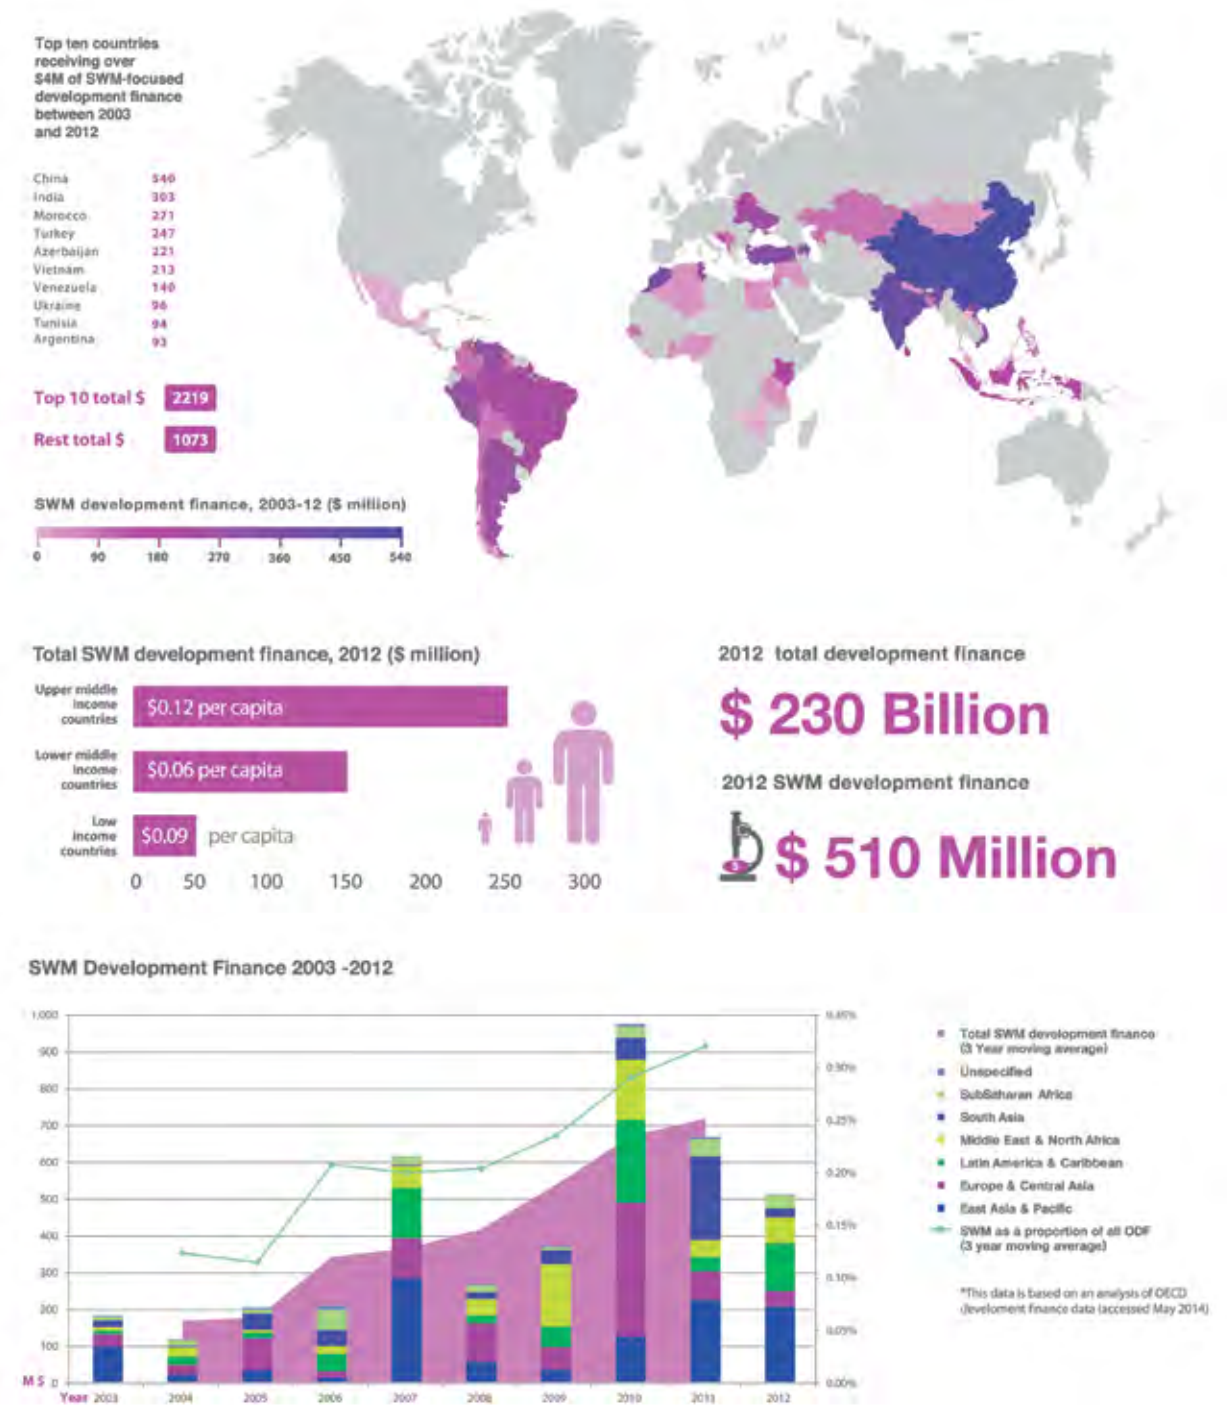 Top ten countries
receiving over
$4M of SWM-focused
development finance
between 2003
and 2012
China 540
India 303
Morocco 271
Turkey 247
Azerbaijan 221
Vietnam 213
Venezuela 140
Ukraine 96
Tunisia 94
Argentina 93
Top 10 total $ 2219
Rest total $ 1073
SWM development finance, 2003-12 ($ million)
0 90 180 270 360 450 540
Total SWM development finance, 2012 ($ million)
Upper middle
income
countries
$0.12 per capita
Lower middle
income
countries
$0.06 per capita
Low
income
countries
$0.09 per capita
0 50 100 150 200 250 300
2012 total development finance
$ 230 Billion
2012 SWM development finance
$
$ 510 Million
SWM Development Finance 2003 -2012
1,000
900
800
700
600
500
400
300
200
100
M $ 0
0.30%
0.25%
0.20%
0.15%
0.10%
0.05%
0.00%
Year 2003 2004 2005 2006 2007 2008 2009 2010 2011 2012
Total SWM development finance
(3 Year moving average)
Unspecified
SubSaharan Africa
South Asia
Middle East & North Africa
Latin America & Caribbean
Europe & Central Asia
East Asia & Pacific
SWM as a proportion of all ODF
(3 year moving average)
*This data is based on an analysis of OECD
finance data (accessed May 2014)